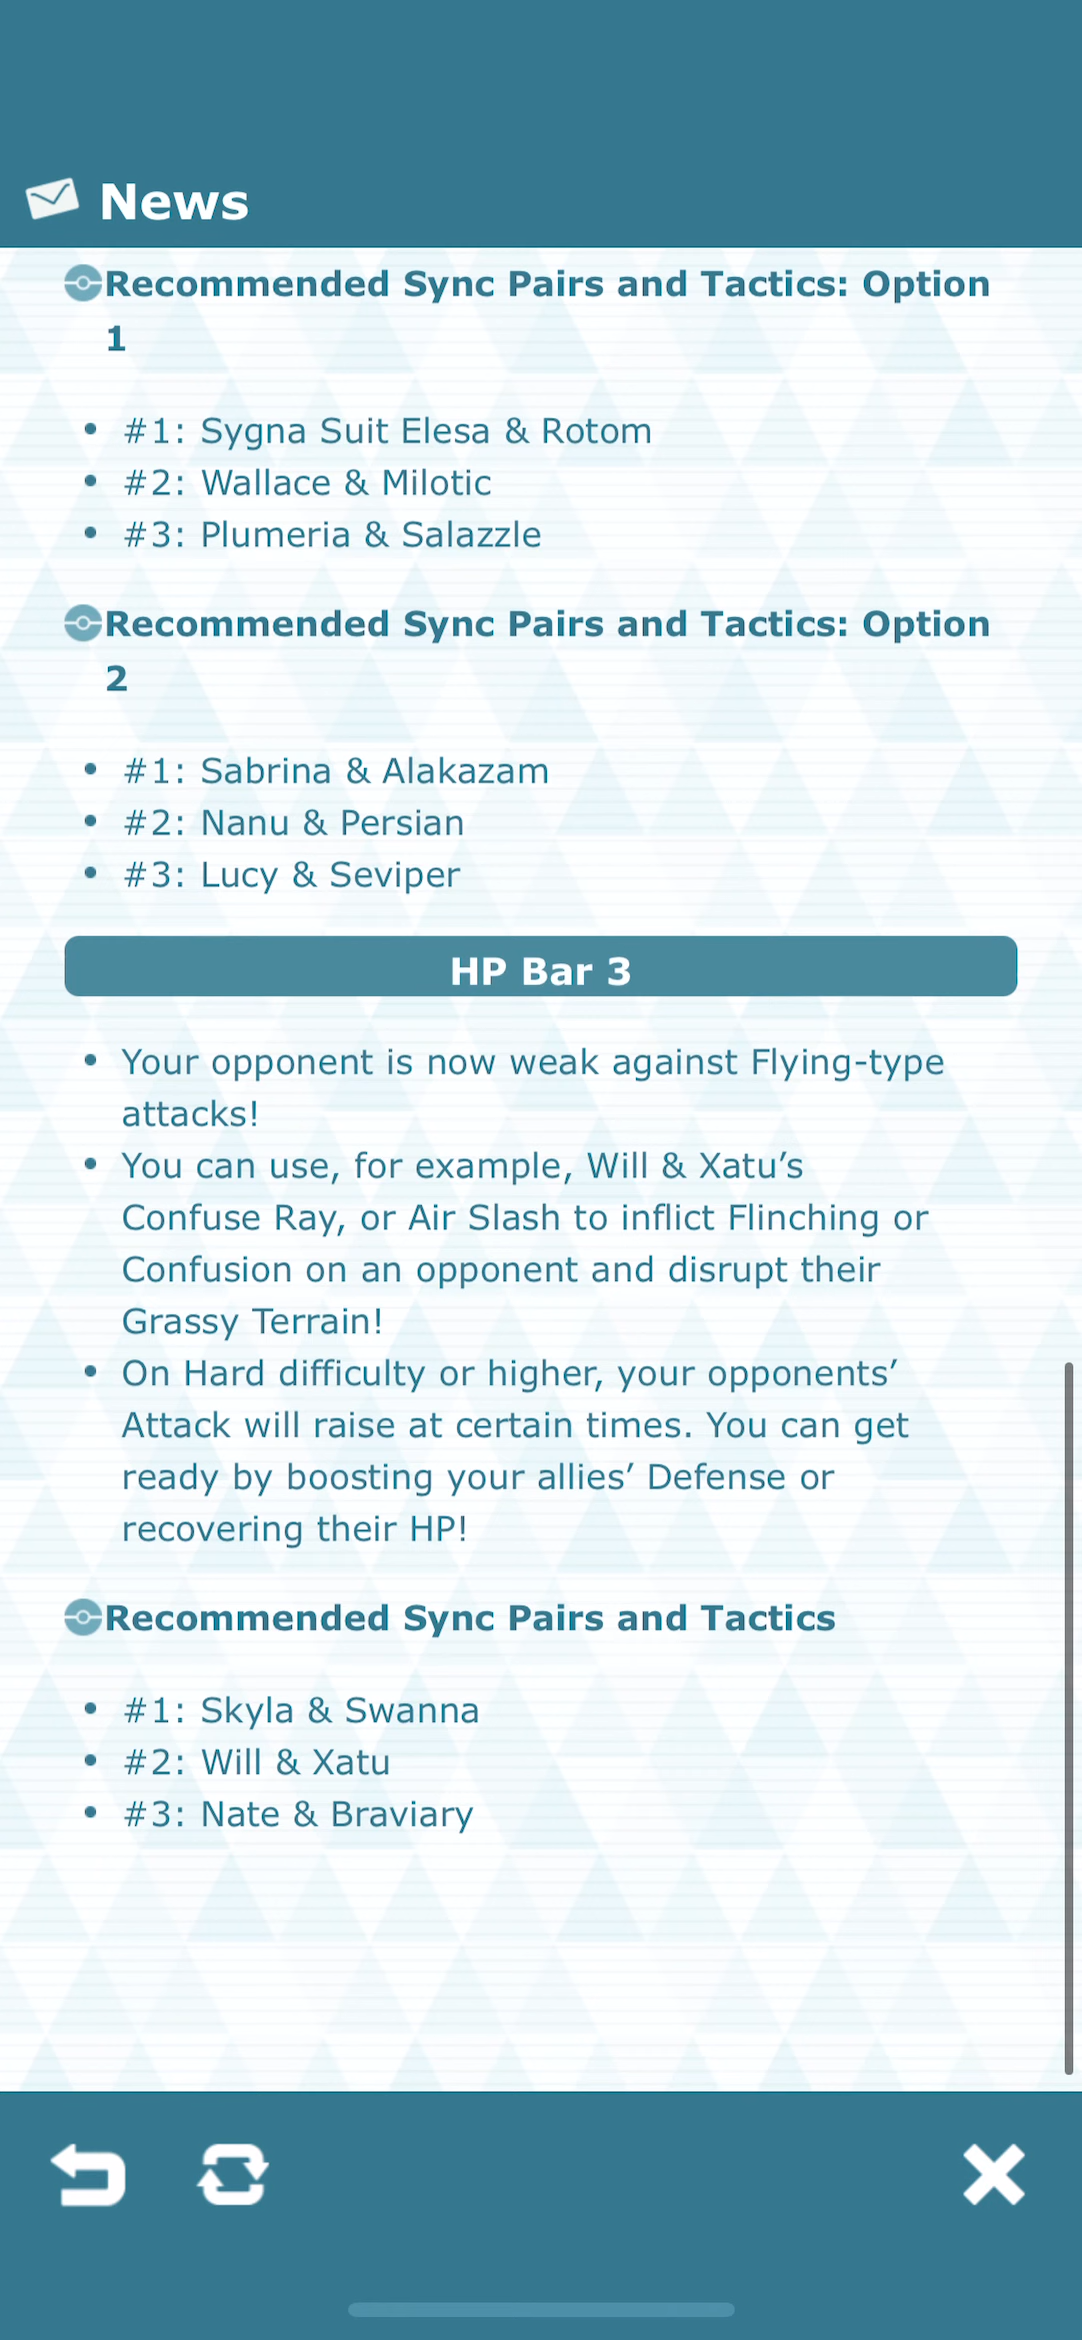 News
Recommended Sync Pairs and Tactics: Option
1
• #1: Sygna Suit Elesa & Rotom
• #2: Wallace & Milotic
• #3: Plumeria & Salazzle
Recommended Sync Pairs and Tactics: Option
2
• #1: Sabrina & Alakazam
• #2: Nanu & Persian
• #3: Lucy & Seviper
HP Bar 3
• Your opponent is now weak against Flying-type
attacks!
• You can use, for example, Will & Xatu’s
Confuse Ray, or Air Slash to inflict Flinching or
Confusion on an opponent and disrupt their
Grassy Terrain!
• On Hard difficulty or higher, your opponents’
Attack will raise at certain times. You can get
ready by boosting your allies’ Defense or
recovering their HP!
Recommended Sync Pairs and Tactics
• #1: Skyla & Swanna
• #2: Will & Xatu
• #3: Nate & Braviary